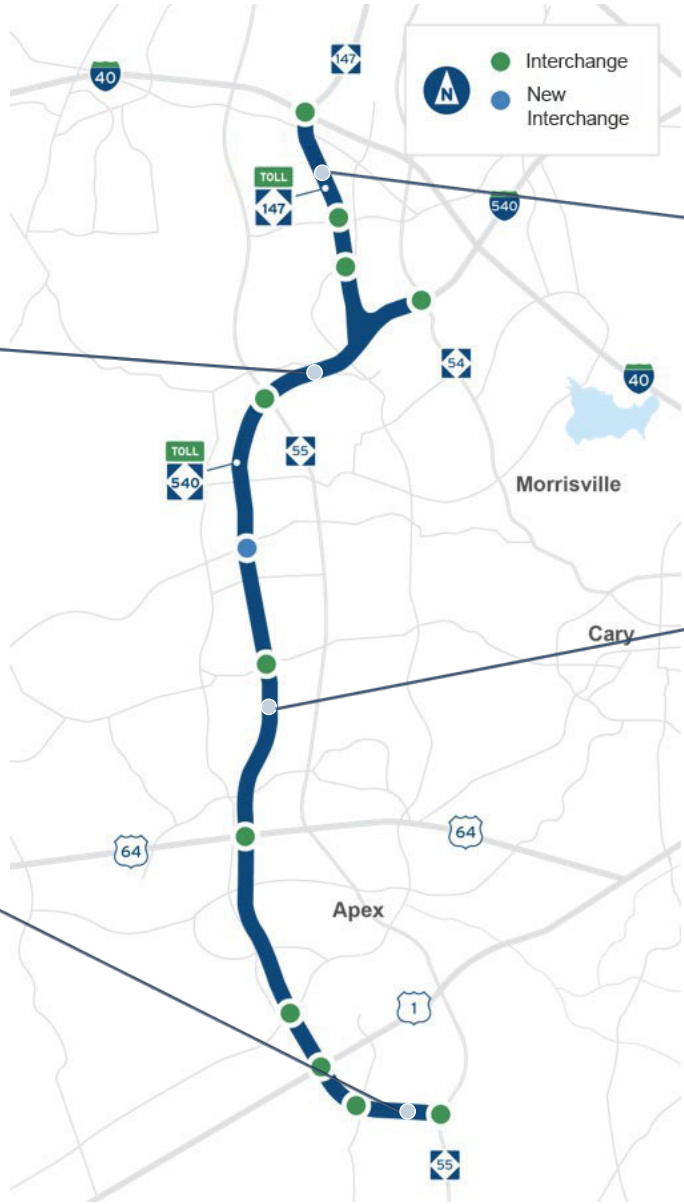 147
40
N
Interchange
New
Interchange
TOLL
147
540
54
40
55
TOLL
540
Morrisville
Cary
64
64
Apex
1
55